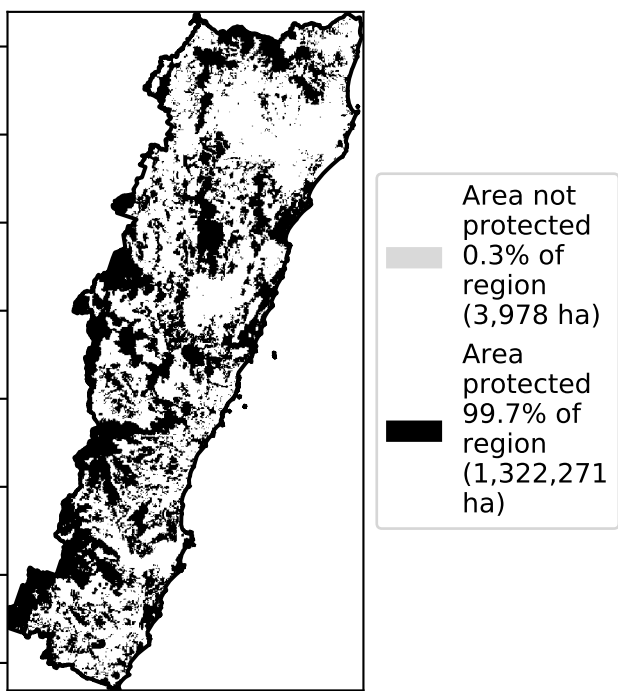 Area not
protected
0.3% of
region
(3,978 ha)
Area
protected
99.7% of
region
(1,322,271
ha)